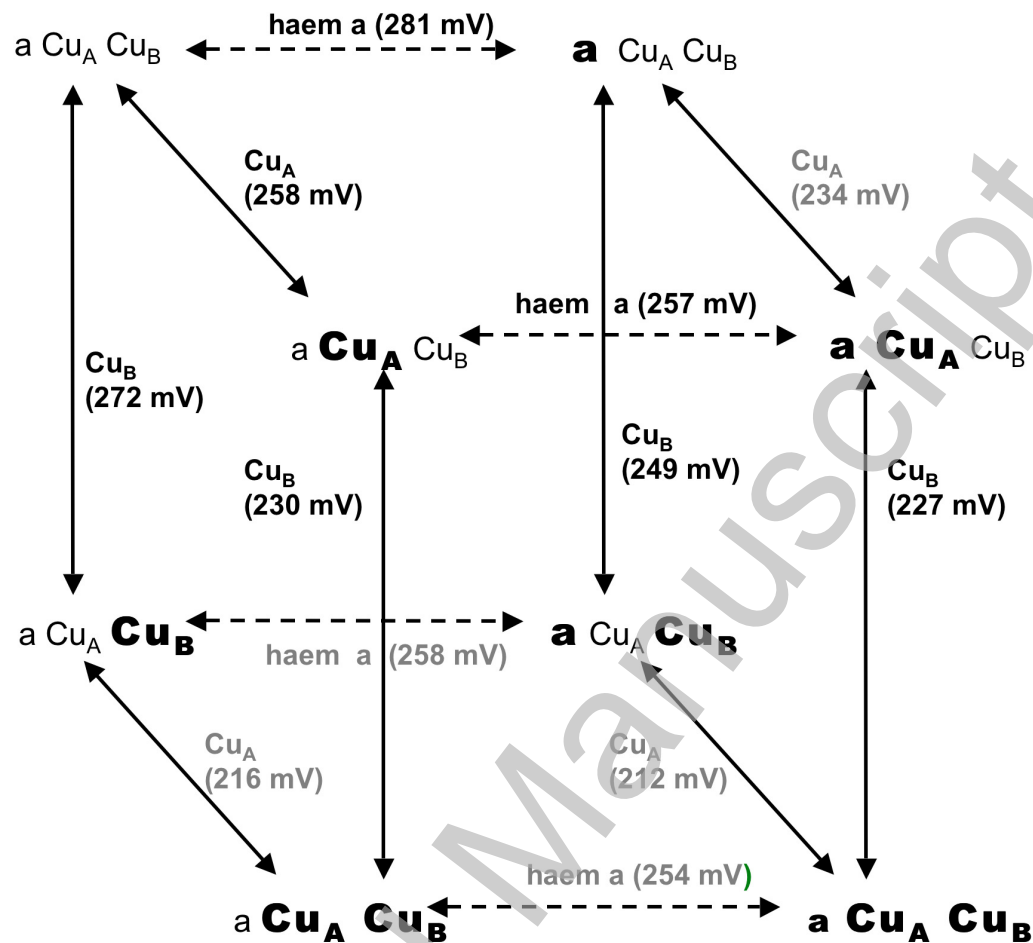 haem a (281 mV)
a CuA CuB
a CuA CuB
CuA
(258 mV)
CuA
(234 mV)
haem a (257 mV)
a CuA CuB
a CuA CuB
CuB
(272 mV)
CuB
(230 mV)
CuB
(249 mV)
CuB
(227 mV)
a CuA CuB
a CuA CuB
haem a (258 mV)
CuA
(216 mV)
CuA
(212 mV)
haem a (254 mV)
a CuA CuB
a CuA CuB
Manuscript